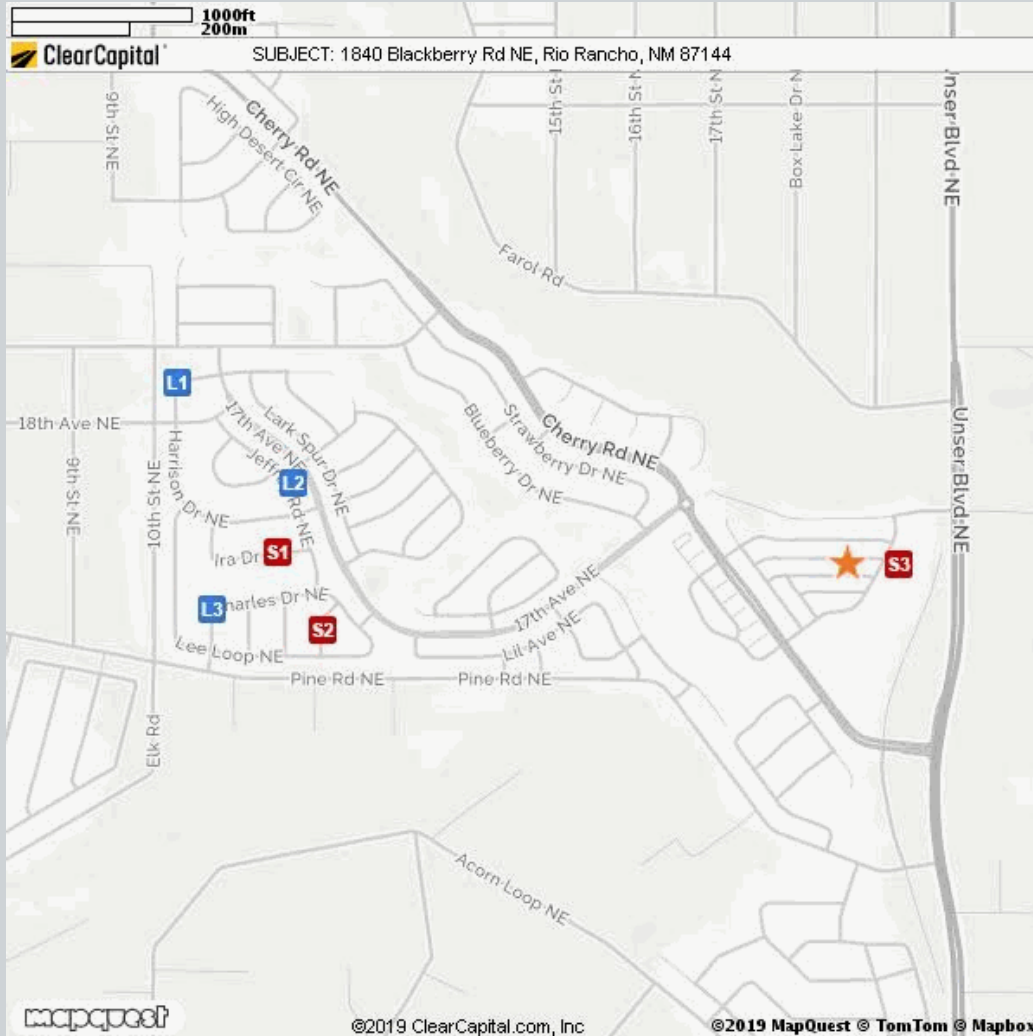 1000ft
200m
ClearCapital
SUBJECT: 1840 Blackberry Rd NE, Rio Rancho, NM 87144
9th St NE
High Desert Cir NE
Cherry Rd NE
15th St N
16th St N
17th St N
Box Lake Dr N
Unser Blvd NE
Farol Rd
L1
18th Ave NE
17th Ave NE
Lark Spur Dr NE
Blueberry Dr NE
Strawberry Dr NE
Cherry Rd NE
Unser Blvd NE
9th St NE
10th St NE
Harrison Dr NE
L2
Jeff Rd NE
Ira Dr
S1
S3
L3
harles Dr NE
S2
17th Ave NE
Lil Ave NE
Lee Loop NE
Pine Rd NE
Pine Rd NE
Elk Rd
Acorn Loop NE
mapquest
©2019 ClearCapital.com, Inc
©2019 MapQuest © TomTom © Mapbox